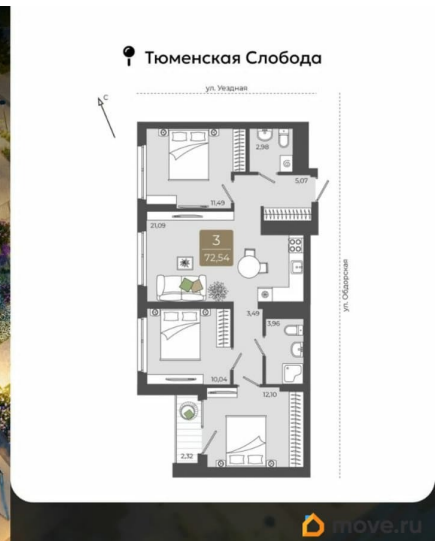 Тюменская Слобода
ул. Уездная
С
2,98
5,07
11,49
21,09
3
72,54
ул. Обдорская
3,49
3,96
10,04
12,10
2,32
move.ru